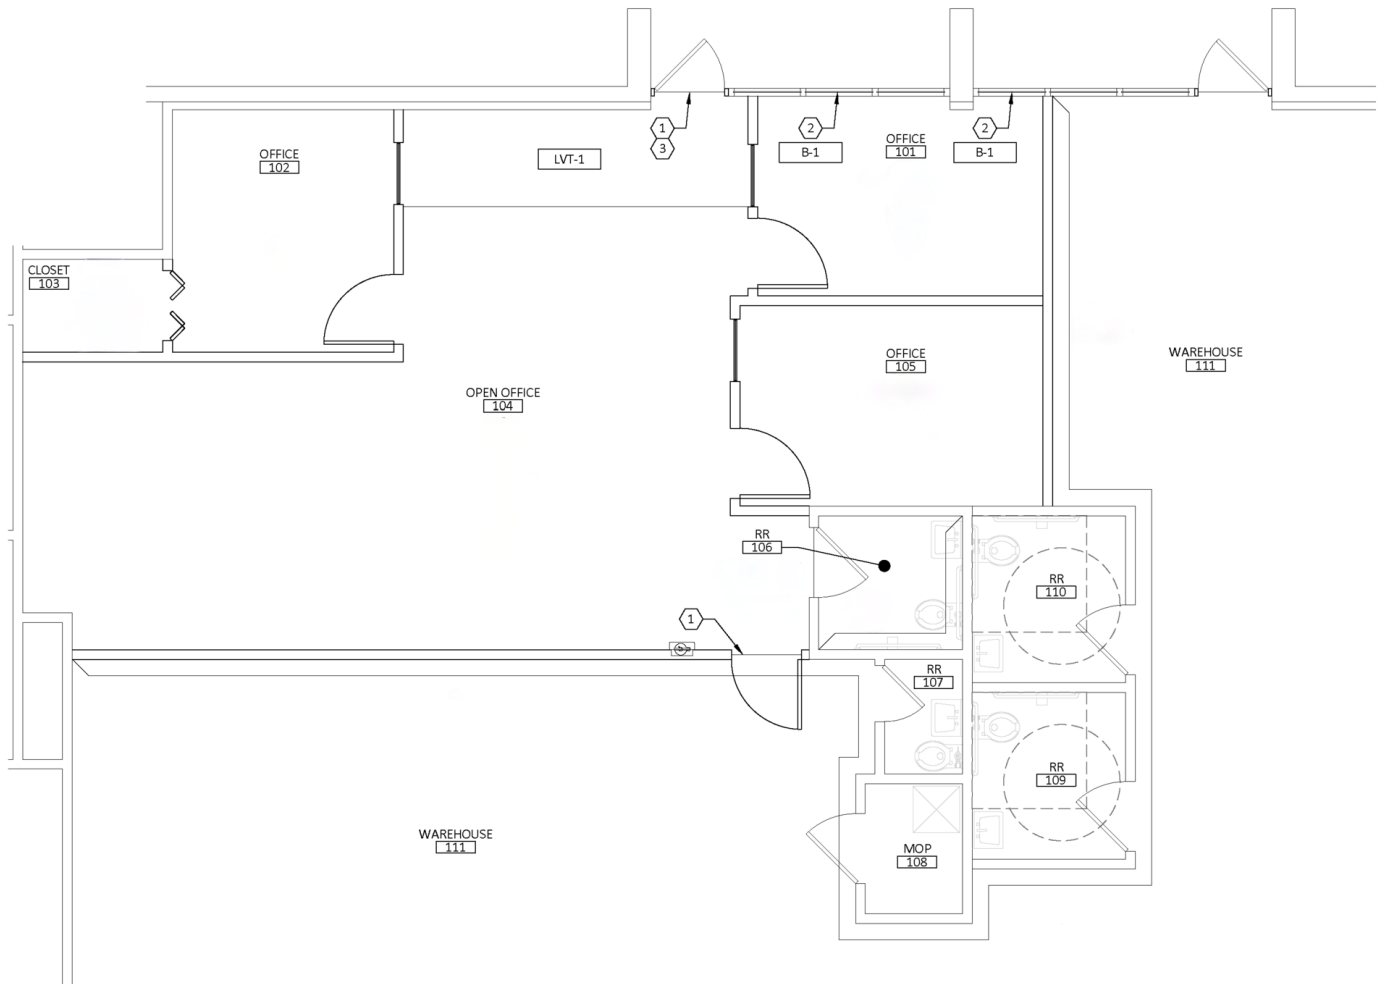 1
3
2
B-1
OFFICE
101
2
B-1
OFFICE
102
LVT-1
CLOSET
103
OFFICE
105
WAREHOUSE
111
OPEN OFFICE
104
RR
106
RR
110
1
RR
107
RR
109
WAREHOUSE
111
MOP
108